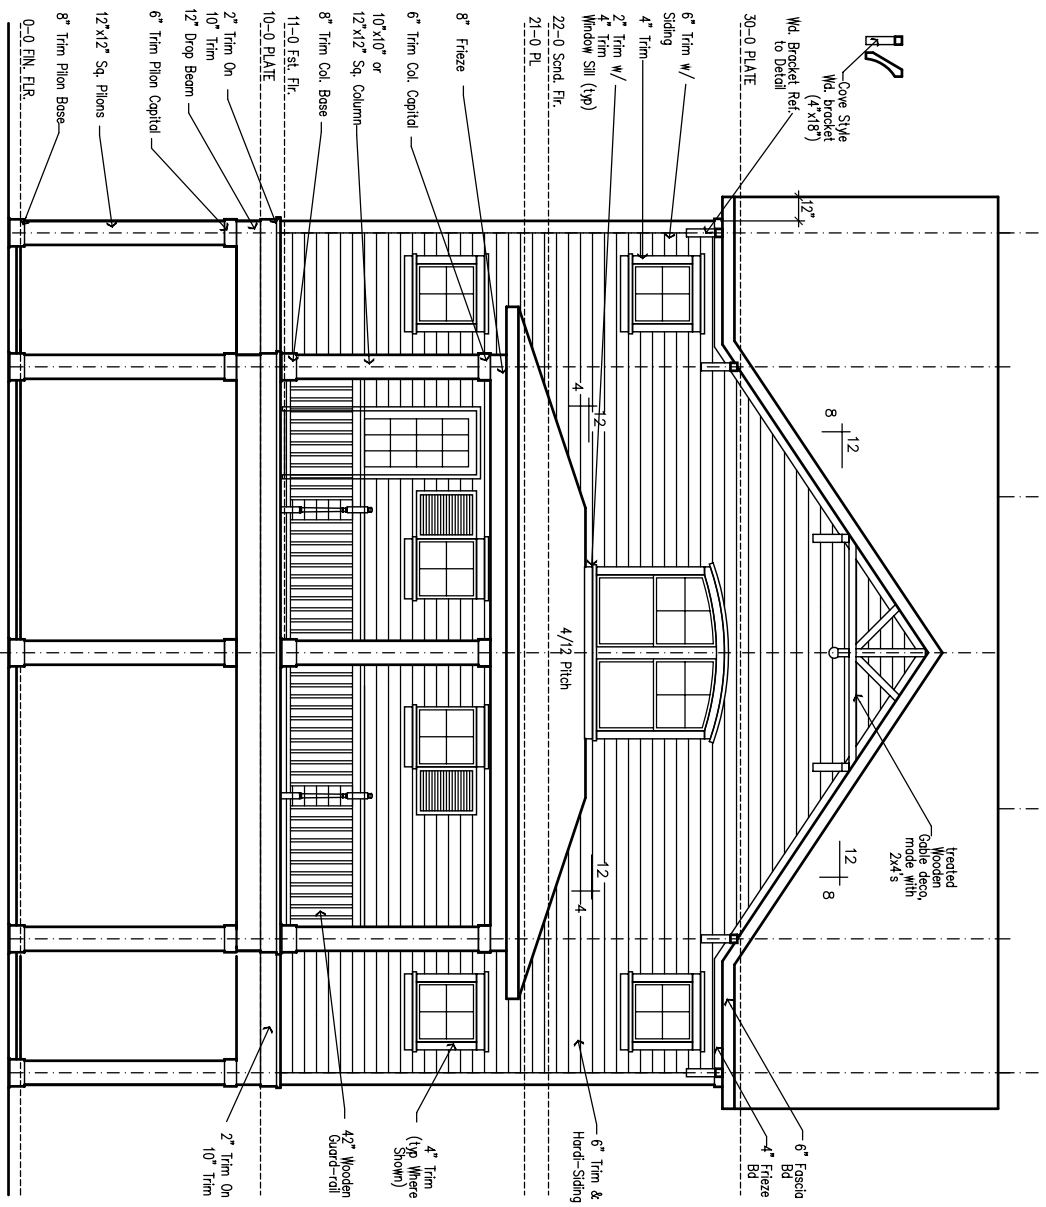 Cove Style
Wd. bracket
(4"x18")
Wd. Bracket Ref.
to Detail
30-0 PLATE
6" Trim w/
Siding
4" Trim
2" Trim w/
4" Trim
Window Sill (typ)
22-0 Scnd. Flr.
21-0 PL
8" Frieze
6" Trim Col. Capital
10"x10" or
12"x12" Sq. Column
8" Trim Col. Base
11-0 Fst. Flr.
10-0 PLATE
2" Trim On
10" Trim
12" Drop Beam
6" Trim Pilon Capital
12"x12" Sq. Pilons
8" Trim Pilon Base
0-0 FIN. FLR.
12"
12
8
12
8
12
4
12
4
4/12 Pitch
treated
Wooden
Gable deco,
made with
2x4's
6" Fascia
Bd
4" Frieze
Bd
6" Trim &
Hardi-Siding
4" Trim
(typ Where
Shown)
42" Wooden
Guard-rail
2" Trim On
10" Trim